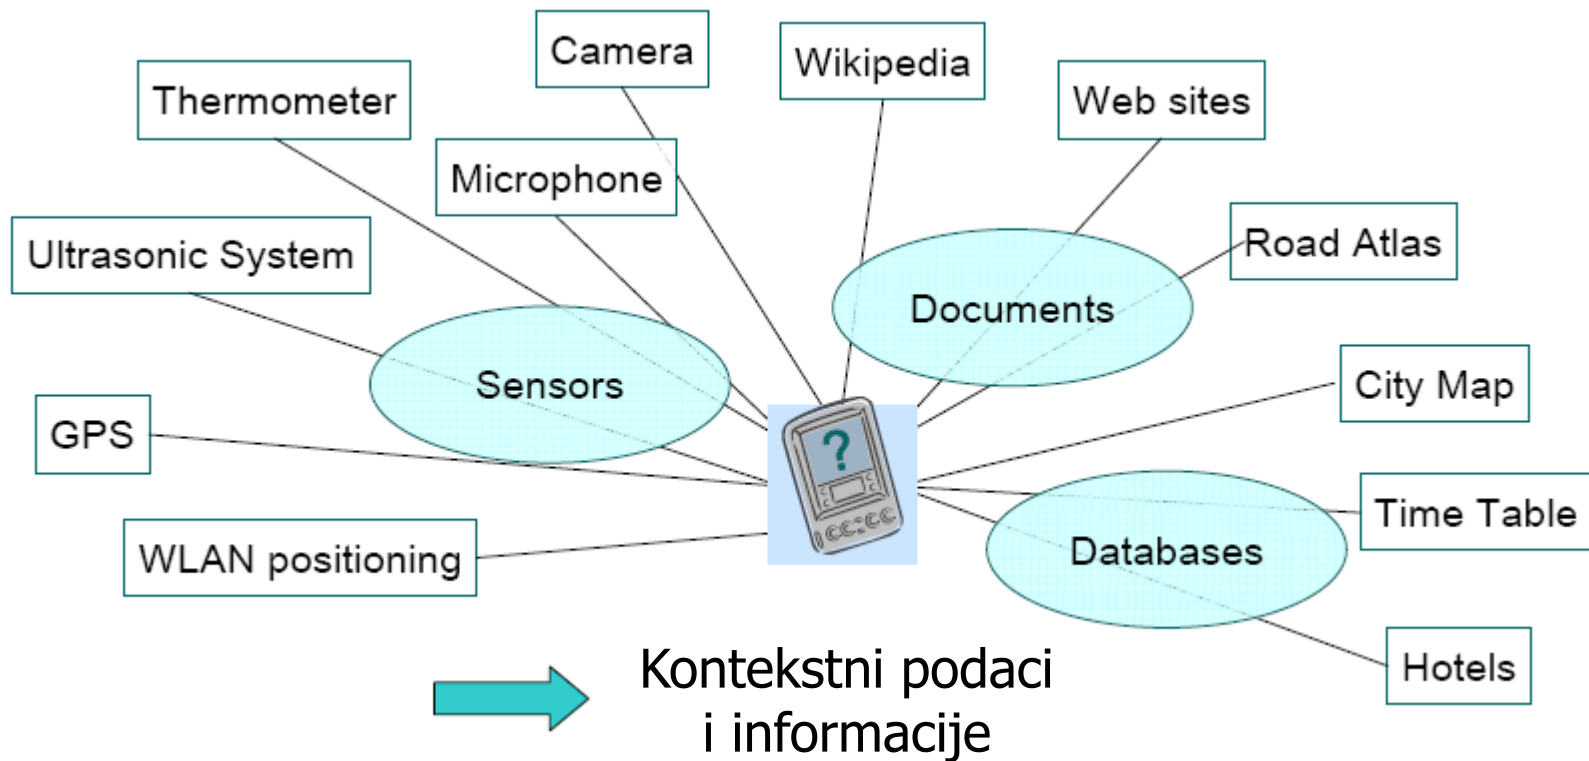 Camera
Wikipedia
Thermometer
Web sites
Microphone
Ultrasonic System
Road Atlas
Documents
Sensors
City Map
GPS
?
Time Table
WLAN positioning
Databases
Hotels
Kontekstni podaci
i informacije